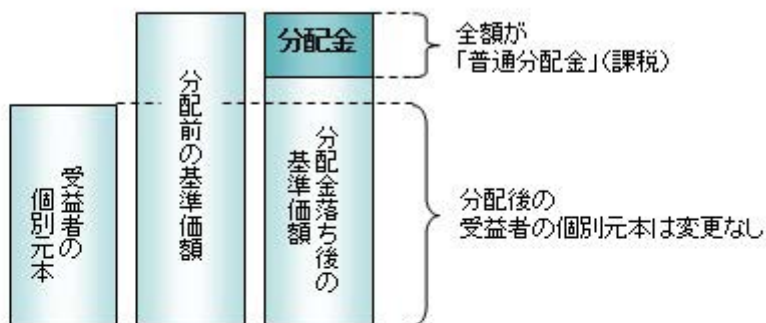 受益者の
個別元本
分配前の基準価額
分配金
分配金落ち後の
基準価額
全額が
「普通分配金」(課税)
分配後の
受益者の個別元本は変更なし